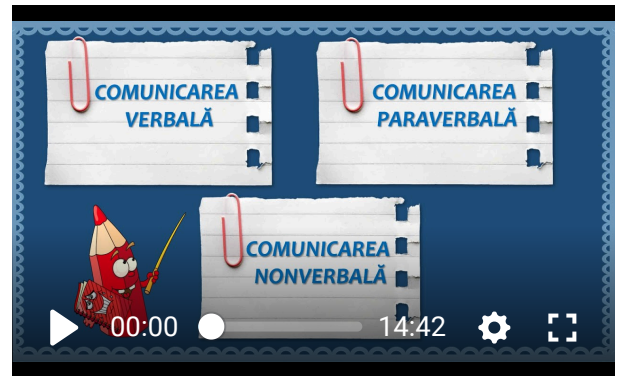 COMUNICAREA
VERBALĂ
COMUNICAREA
PARAVERBALĂ
COMUNICAREA
NONVERBALĂ
00:00
14:42